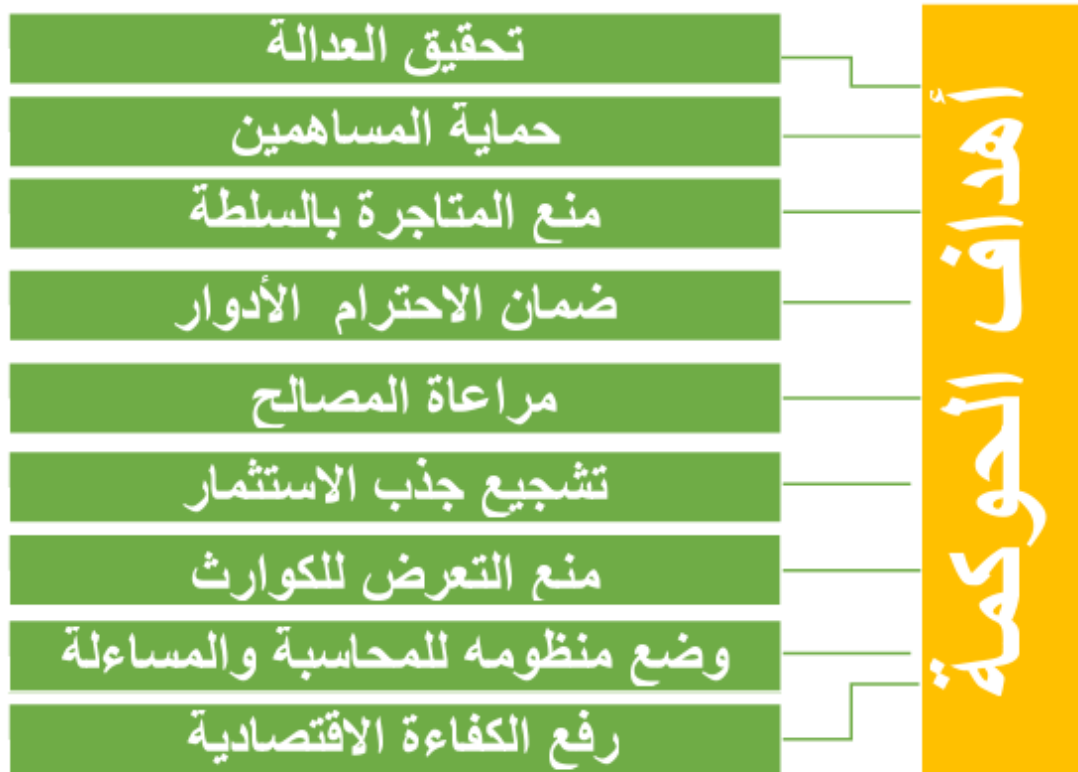 أهداف الحوكمة
تحقيق العدالة
حماية المساهمين
منع المتاجرة بالسلطة
ضمان الاحترام الأدوار
مراعاة المصالح
تشجيع جذب الاستثمار
منع التعرض للكوارث
وضع منظومه للمحاسبة والمساءلة
رفع الكفاءة الاقتصادية